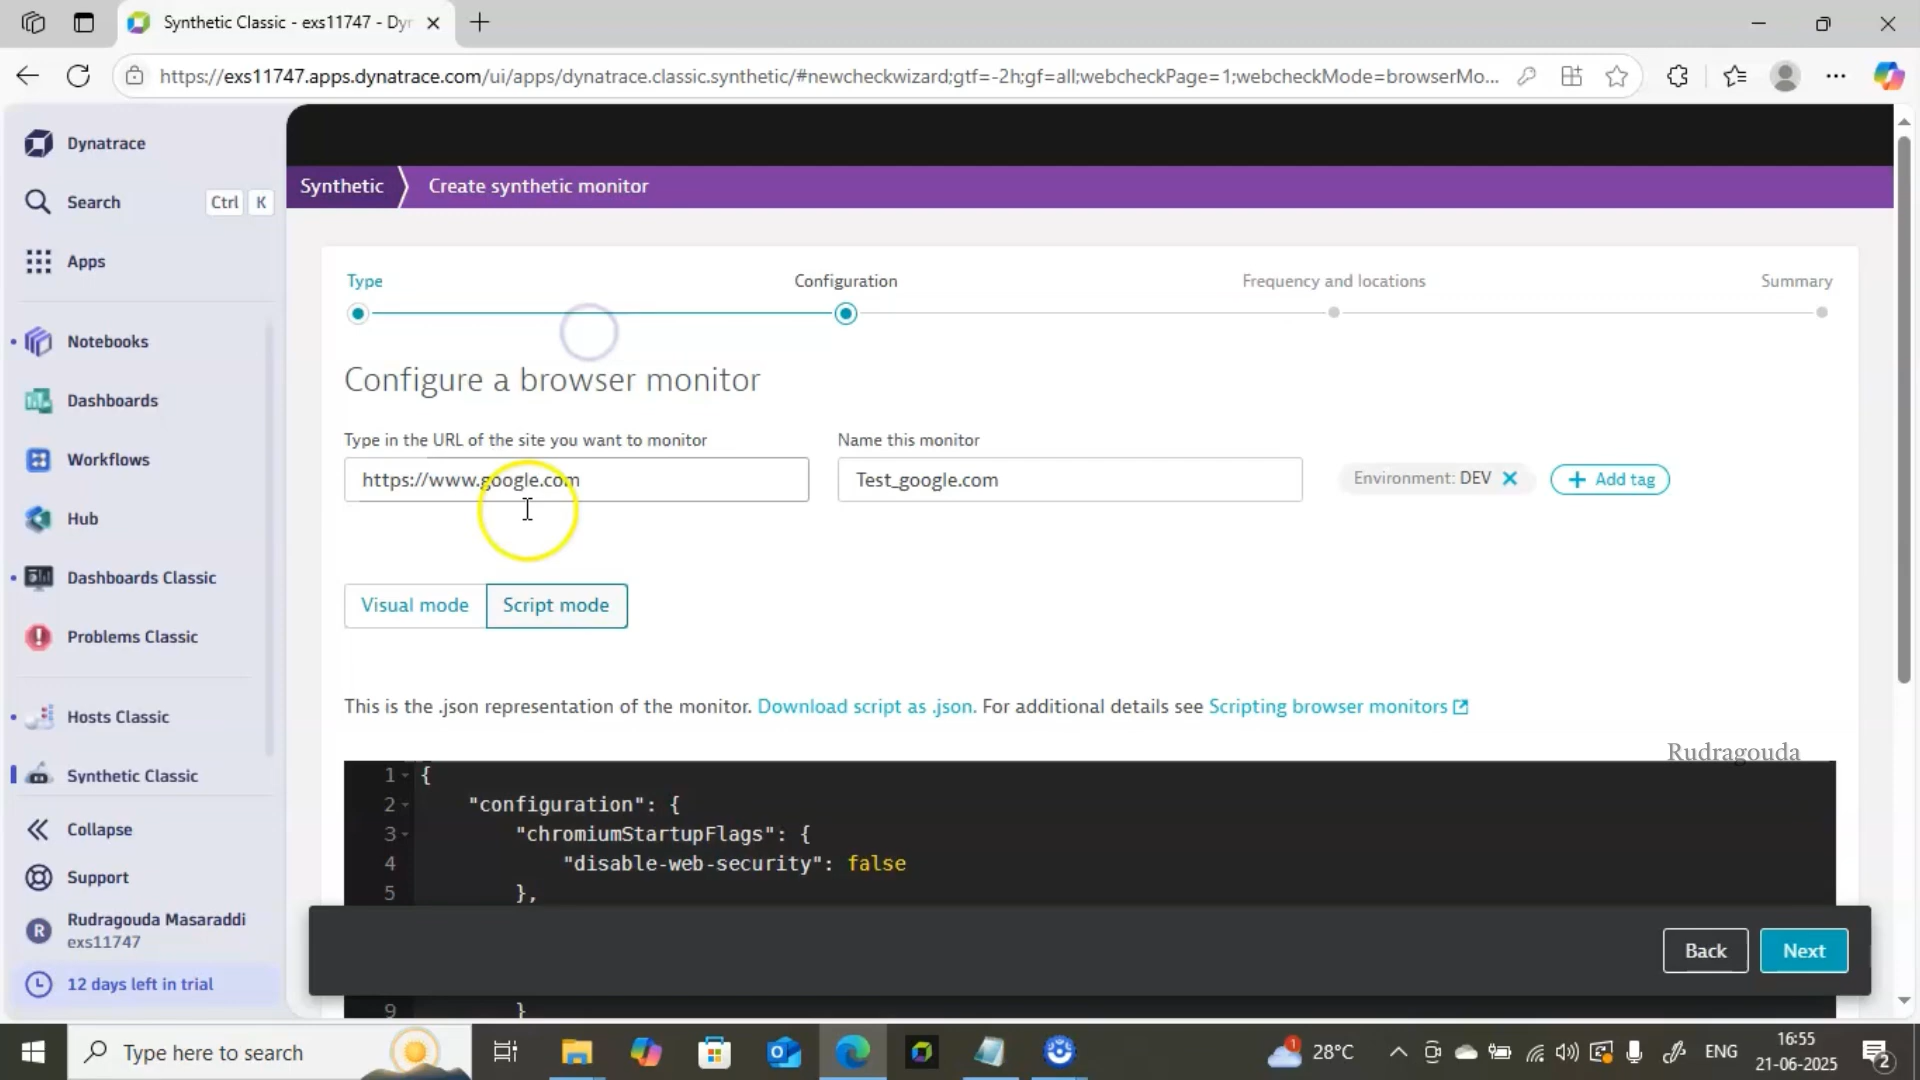 Synthetic Classic - exs11747 - Dyr
https://exs11747.apps.dynatrace.com/ui/apps/dynatrace.classic.synthetic/#newcheckwizard;gtf=-2h;gf=all;webcheckPage=1;webcheckMode=browserMo...
Dynatrace
Search Ctrl K
Apps
Notebooks
Dashboards
Workflows
Hub
Dashboards Classic
Problems Classic
Hosts Classic
Synthetic Classic
Collapse
Support
R
Rudragouda Masaraddi
exs11747
12 days left in trial
Synthetic Create synthetic monitor
Type Configuration Frequency and locations Summary
Configure a browser monitor
Type in the URL of the site you want to monitor Name this monitor
https://www.google.com Test_google.com Environment: DEV Add tag
Visual mode Script mode
This is the .json representation of the monitor. Download script as .json. For additional details see Scripting browser monitors
Rudragouda
1 {
2 "configuration": {
3 "chromiumStartupFlags": {
4 "disable-web-security": false
5 },
Back Next
9 }
Type here to search
1
28°C
ENG
16:55
21-06-2025
2